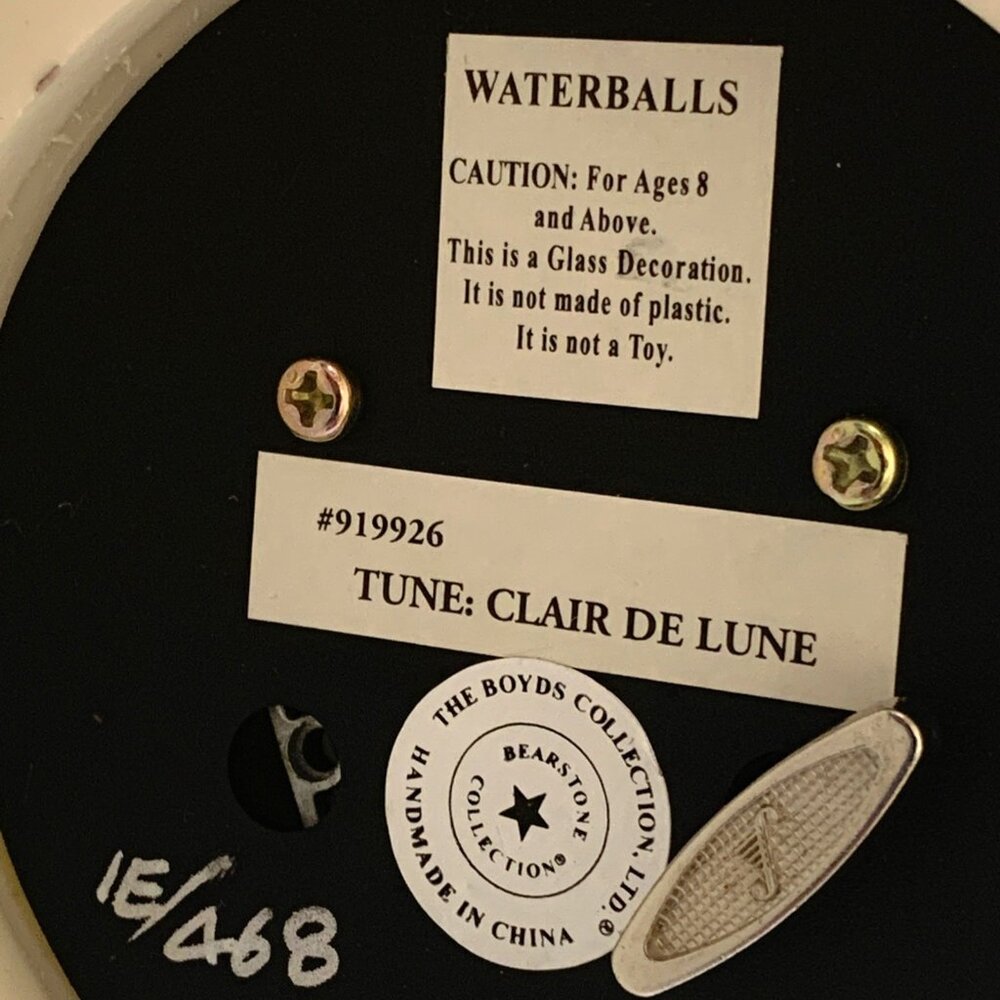 WATERBALLS
CAUTION: For Ages 8
and Above.
This is a Glass Decoration.
It is not made of plastic.
It is not a Toy.
#919926
TUNE: CLAIR DE LUNE
THE BOYDS COLLECTION, LTD.®
HANDMADE IN CHINA
BEARSTONE
COLLECTION®
1E/468